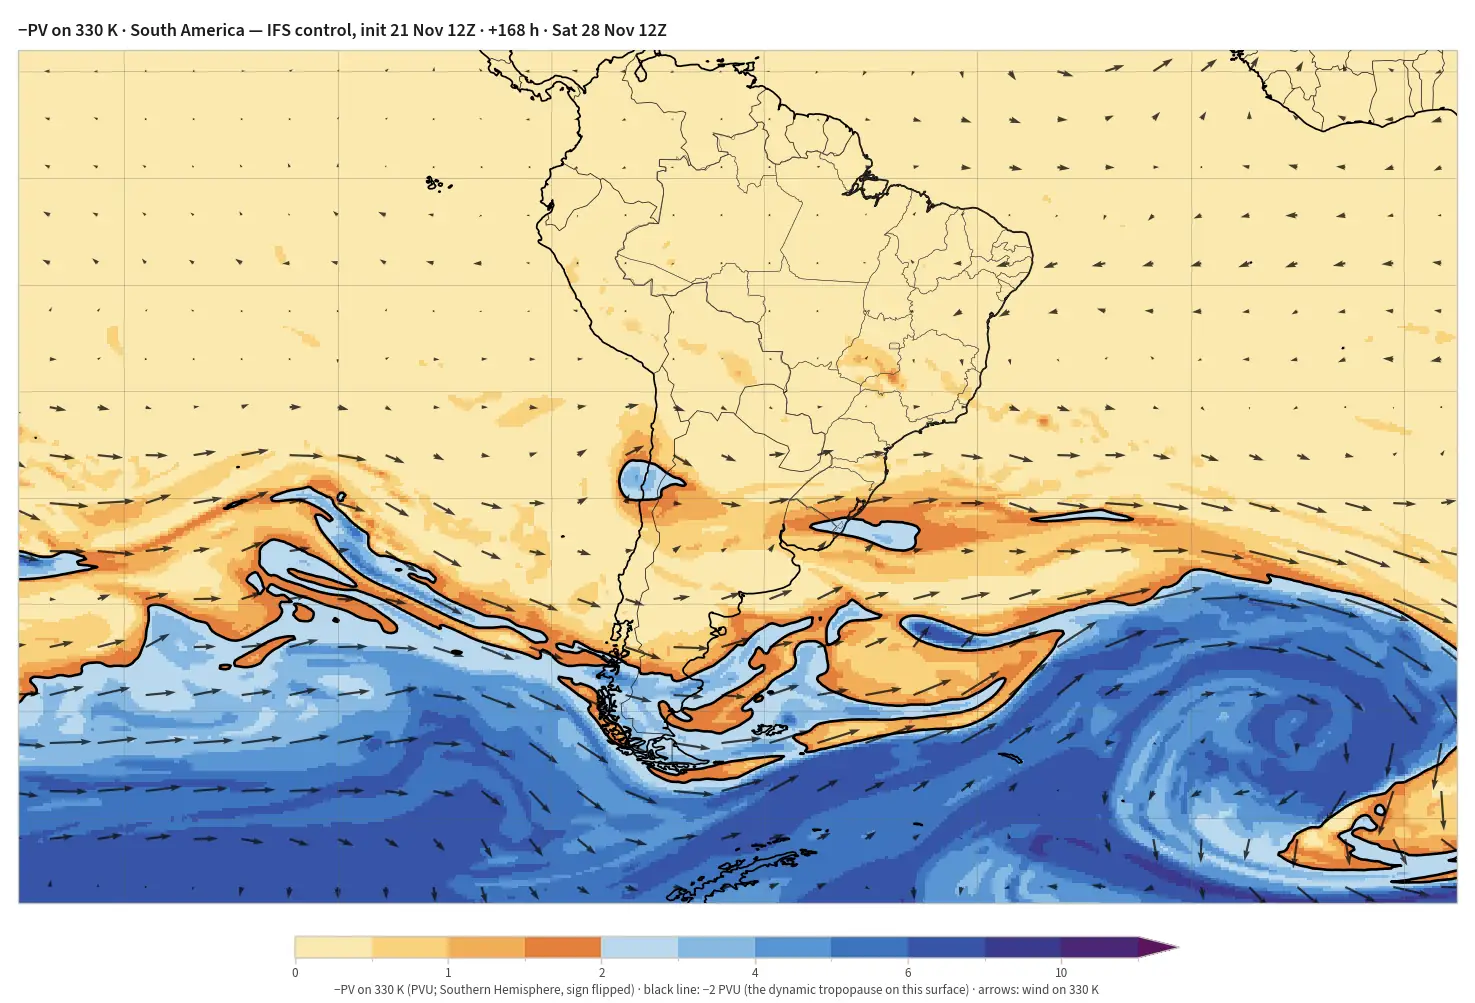 −PV on 330 K · South America — IFS control, init 21 Nov 12Z · +168 h · Sat 28 Nov 12Z
0 1 2 4 6 10
−PV on 330 K (PVU; Southern Hemisphere, sign flipped) · black line: −2 PVU (the dynamic tropopause on this surface) · arrows: wind on 330 K